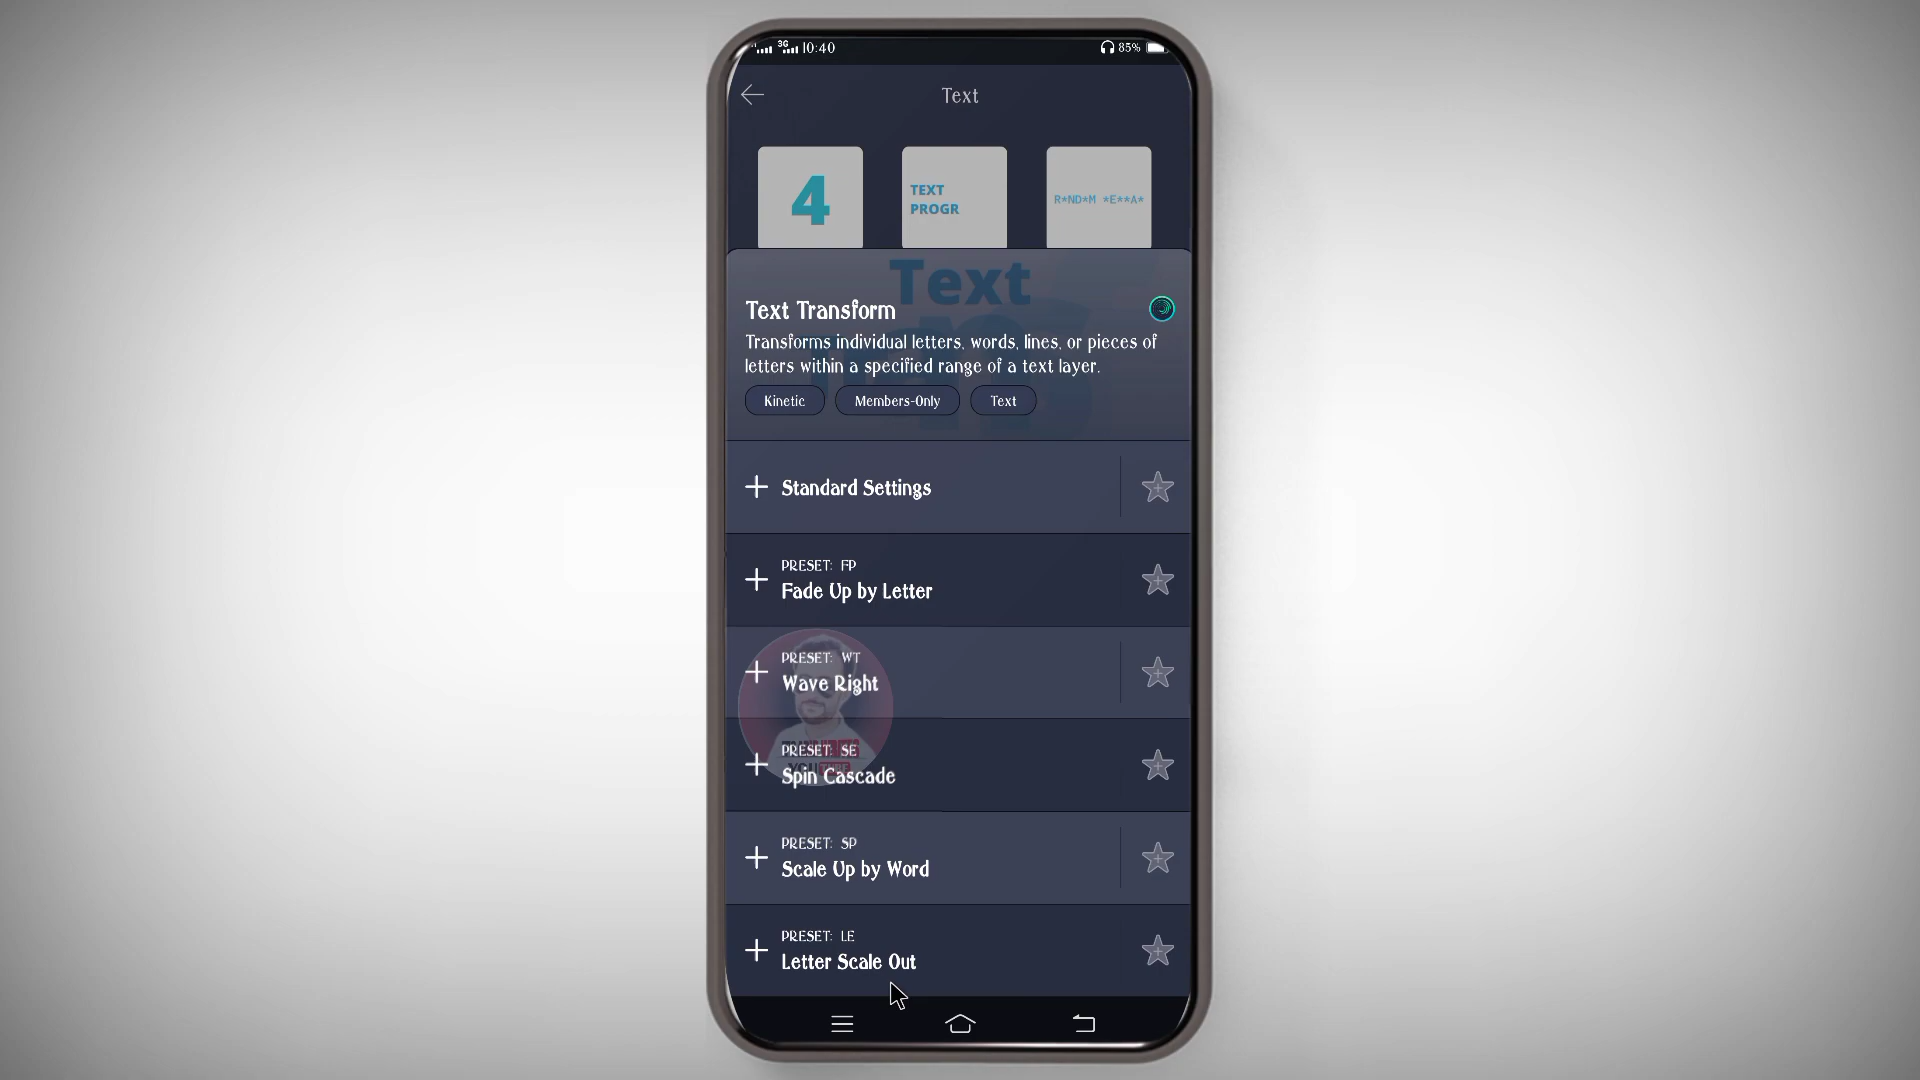 3G 10:40
85%
Text
4
TEXT
PROGR
R*ND*M *E**A*
Text
Text Transform
Transforms individual letters, words, lines, or pieces of
letters within a specified range of a text layer.
Kinetic
Members-Only
Text
Standard Settings
PRESET: FP
Fade Up by Letter
PRESET: WT
Wave Right
PRESET: SE
Spin Cascade
PRESET: SP
Scale Up by Word
PRESET: LE
Letter Scale Out